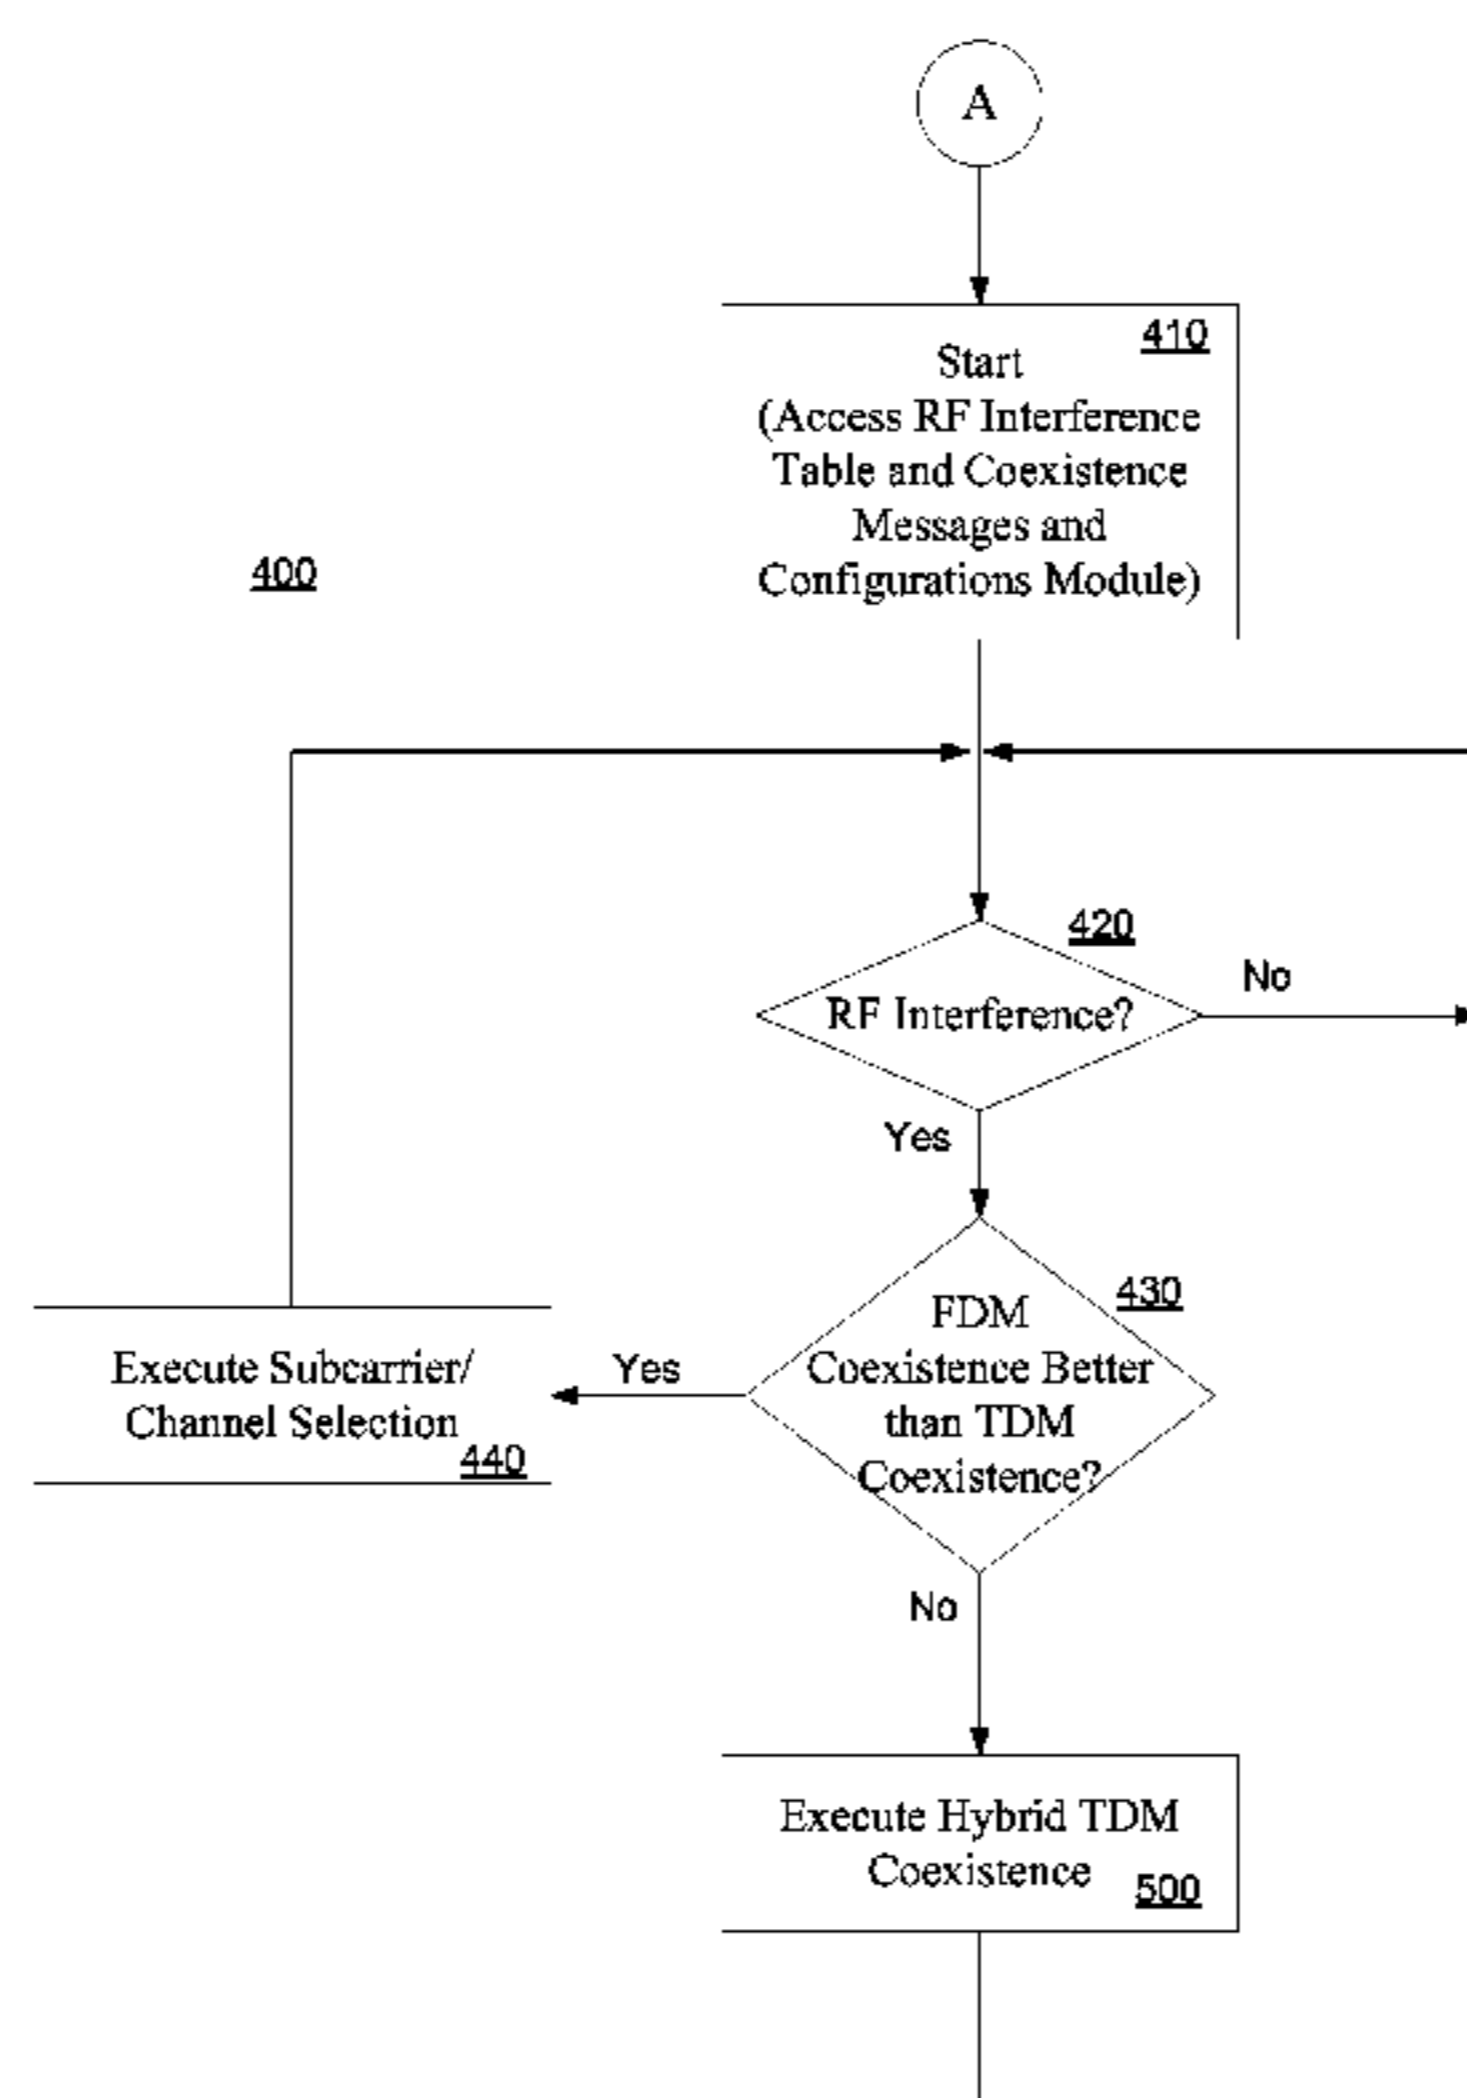 A
410
Start
(Access RF Interference
Table and Coexistence
Messages and
Configurations Module)
400
420
RF Interference?
No
Yes
430
FDM
Coexistence Better
than TDM
Coexistence?
Yes
Execute Subcarrier/
Channel Selection
440
No
Execute Hybrid TDM
Coexistence
500